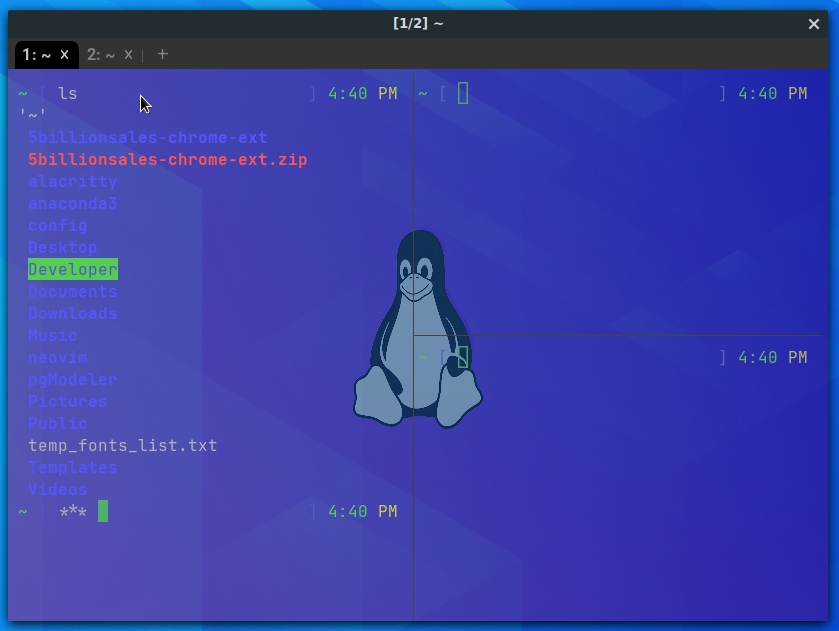 [1/2] ~ ×
1: ~ x 2: ~ × | +
~ [ ls ] 4:40 PM
'~'
5billionsales-chrome-ext
5billionsales-chrome-ext.zip
alacritty
anaconda3
config
Desktop
Developer
Documents
Downloads
Music
neovim
pgModeler
Pictures
Public
temp_fonts_list.txt
Templates
Videos
~ [ *** ] 4:40 PM
~ [ ] 4:40 PM
~ [ ] 4:40 PM